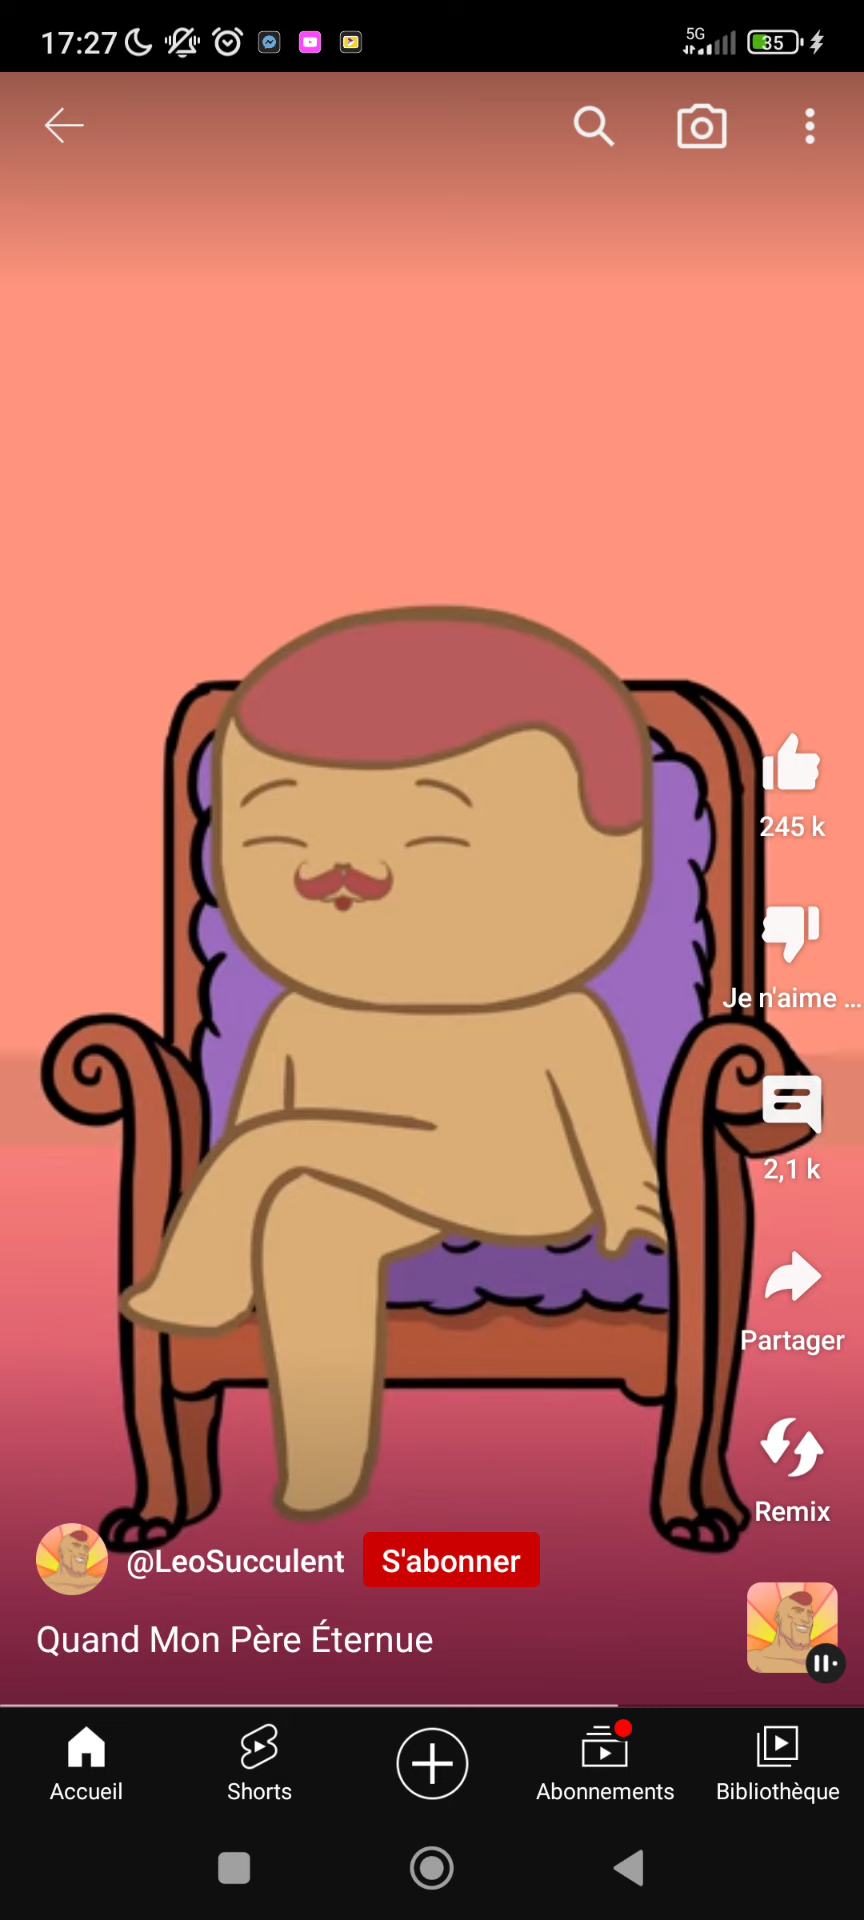 17:27
5G
35
245 k
Je n'aime ...
2,1 k
Partager
Remix
@LeoSucculent S'abonner
Quand Mon Père Éternue
Accueil Shorts Abonnements Bibliothèque